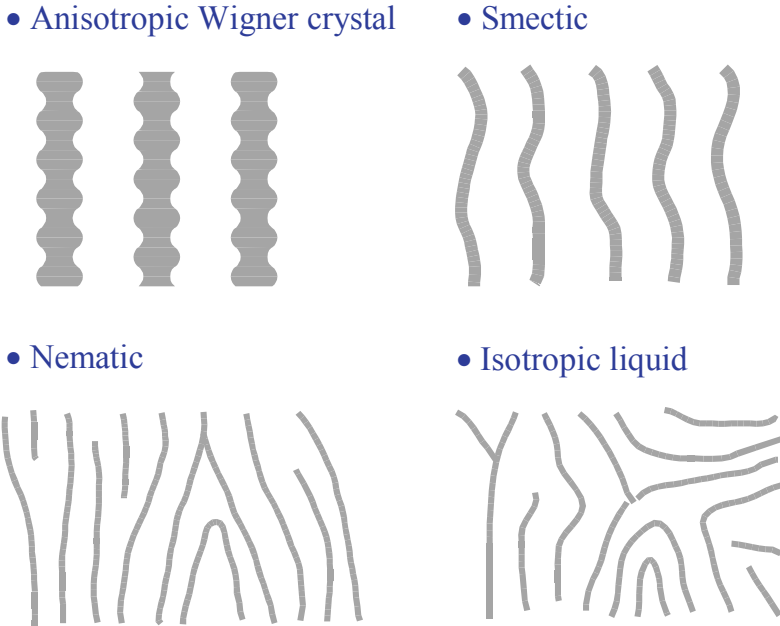 • Anisotropic Wigner crystal
• Smectic
• Nematic
• Isotropic liquid